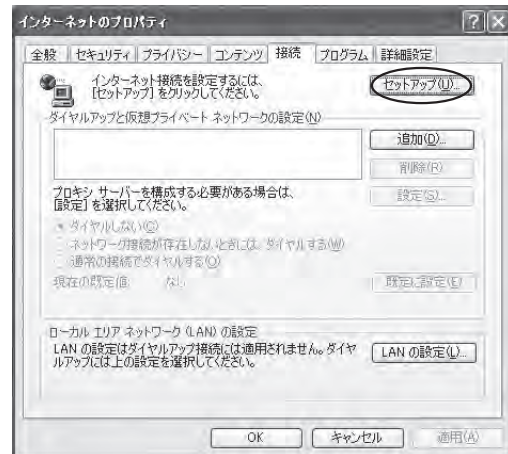 インターネットのプロパティ
全般 セキュリティ プライバシー コンテンツ 接続 プログラム 詳細設定
インターネット接続を設定するには、
[セットアップ] をクリックしてください。
セットアップ(U)...
ダイヤルアップと仮想プライベート ネットワークの設定(N)
追加(D)...
削除(R)
プロキシ サーバーを構成する必要がある場合は、
[設定] を選択してください。
設定(S)...
ダイヤルしない(C)
ネットワーク接続が存在しないときには、ダイヤルする(W)
通常の接続でダイヤルする(O)
現在の既定値: なし
既定に設定(E)
ローカル エリア ネットワーク (LAN) の設定
LAN の設定はダイヤルアップ接続には適用されません。ダイヤ
ルアップには上の設定を選択してください。
LAN の設定(L)...
OK キャンセル 適用(A)